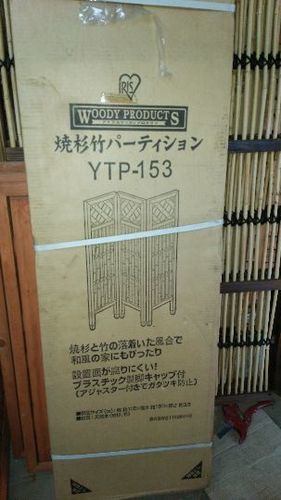 IRIS
WOODY PRODUCTS
焼杉竹パーティション
YTP-153
焼杉と竹の落着いた風合で
和風の家にもぴったり
設置面が腐りにくい!
プラスチック製脚キャップ付
(アジャスター付きでガタツキ防止)